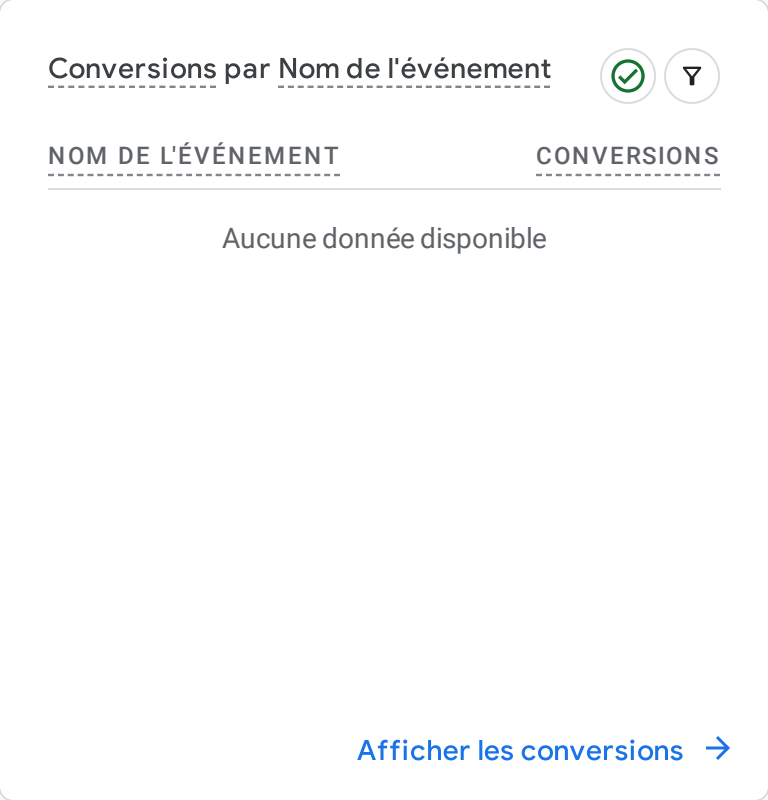 Conversions par Nom de l'événement
NOM DE L'ÉVÉNEMENT CONVERSIONS
Aucune donnée disponible
Afficher les conversions